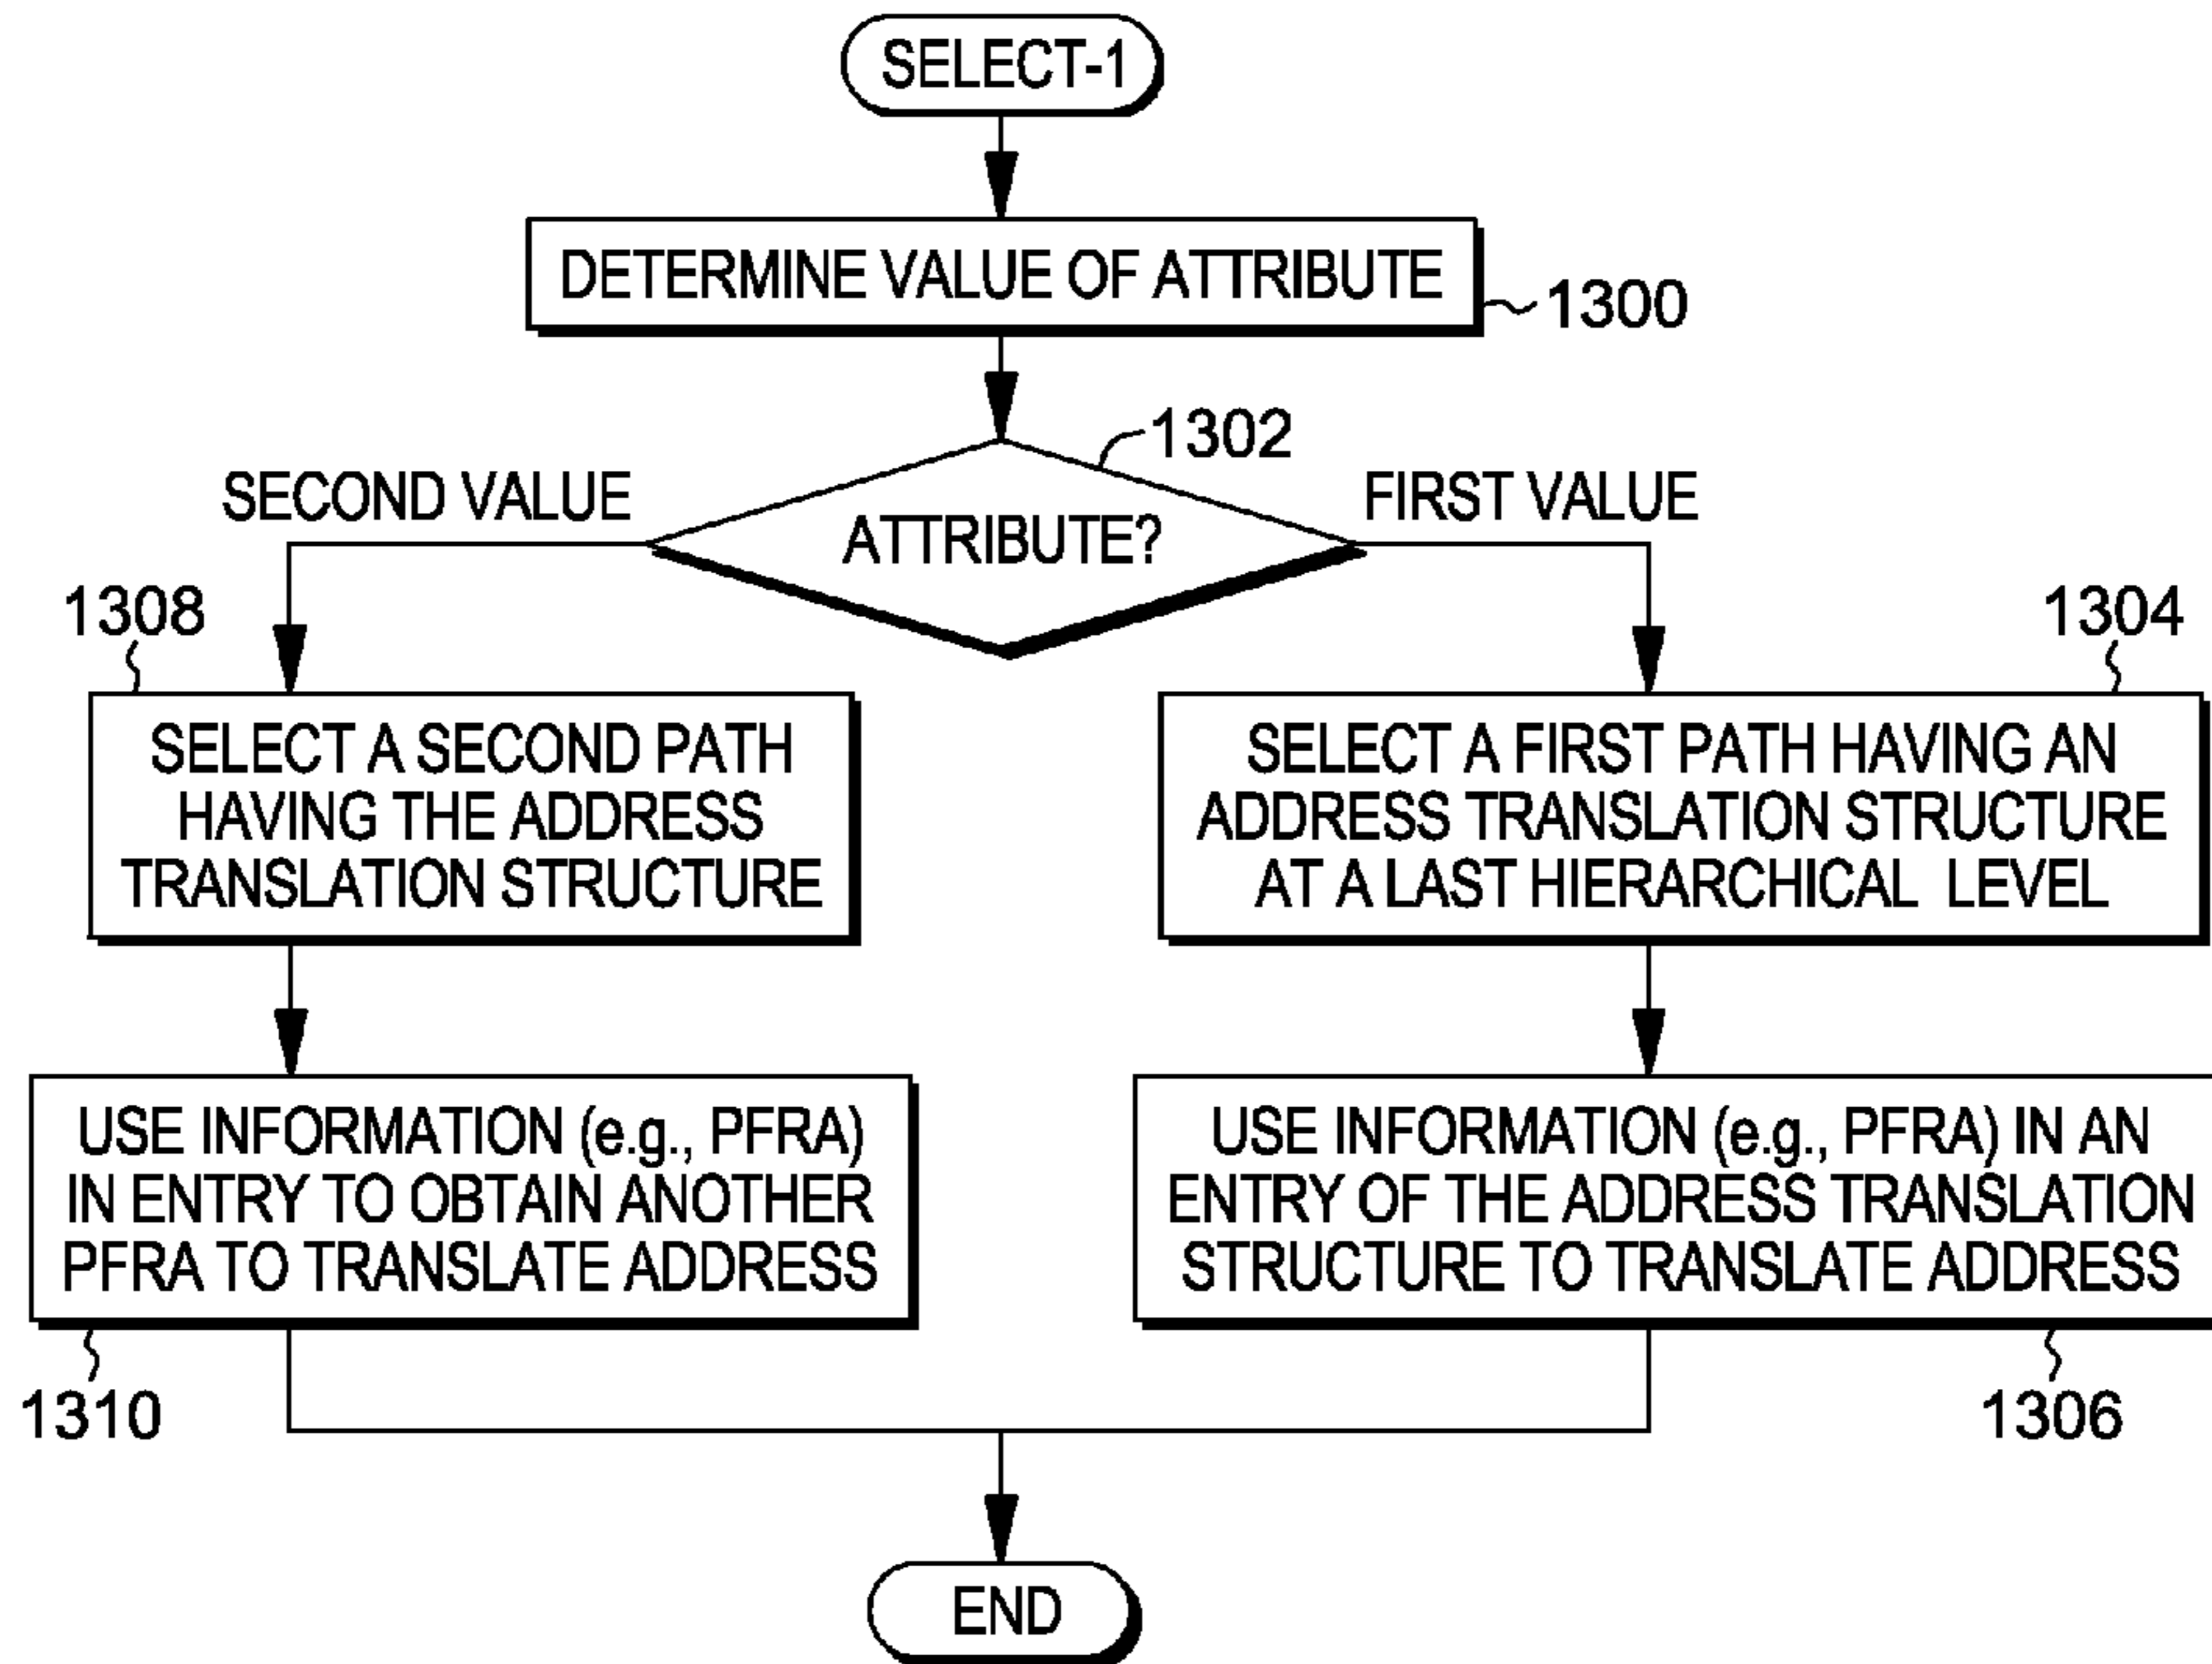 SELECT-1
DETERMINE VALUE OF ATTRIBUTE
1300
1302
SECOND VALUE
ATTRIBUTE?
FIRST VALUE
1308
SELECT A SECOND PATH
HAVING THE ADDRESS
TRANSLATION STRUCTURE
1304
SELECT A FIRST PATH HAVING AN
ADDRESS TRANSLATION STRUCTURE
AT A LAST HIERARCHICAL LEVEL
USE INFORMATION (e.g., PFRA)
IN ENTRY TO OBTAIN ANOTHER
PFRA TO TRANSLATE ADDRESS
1310
USE INFORMATION (e.g., PFRA) IN AN
ENTRY OF THE ADDRESS TRANSLATION
STRUCTURE TO TRANSLATE ADDRESS
1306
END